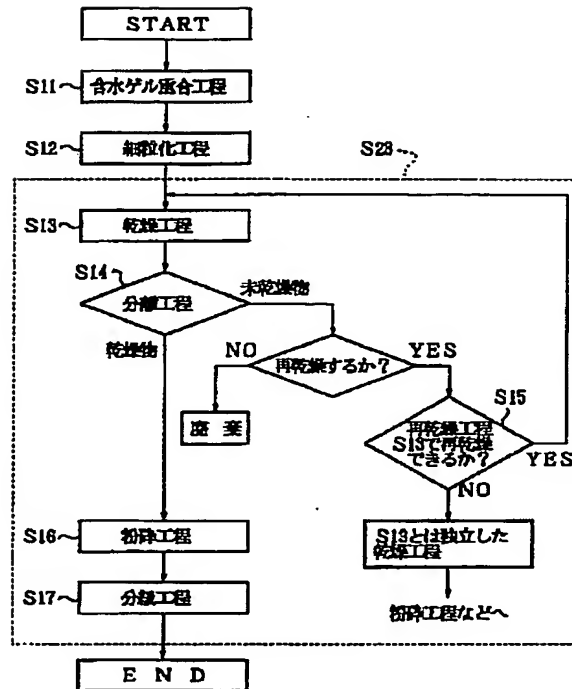 START
S11
含水ゲル重合工程
S12
細粒化工程
S23
S13
乾燥工程
S14
分離工程
未乾燥物
乾燥物
NO
再乾燥するか?
YES
廃棄
S15
再乾燥工程
S13で再乾燥
できるか?
YES
NO
S16
粉砕工程
S13とは独立した
乾燥工程
S17
粉砕工程などへ
END